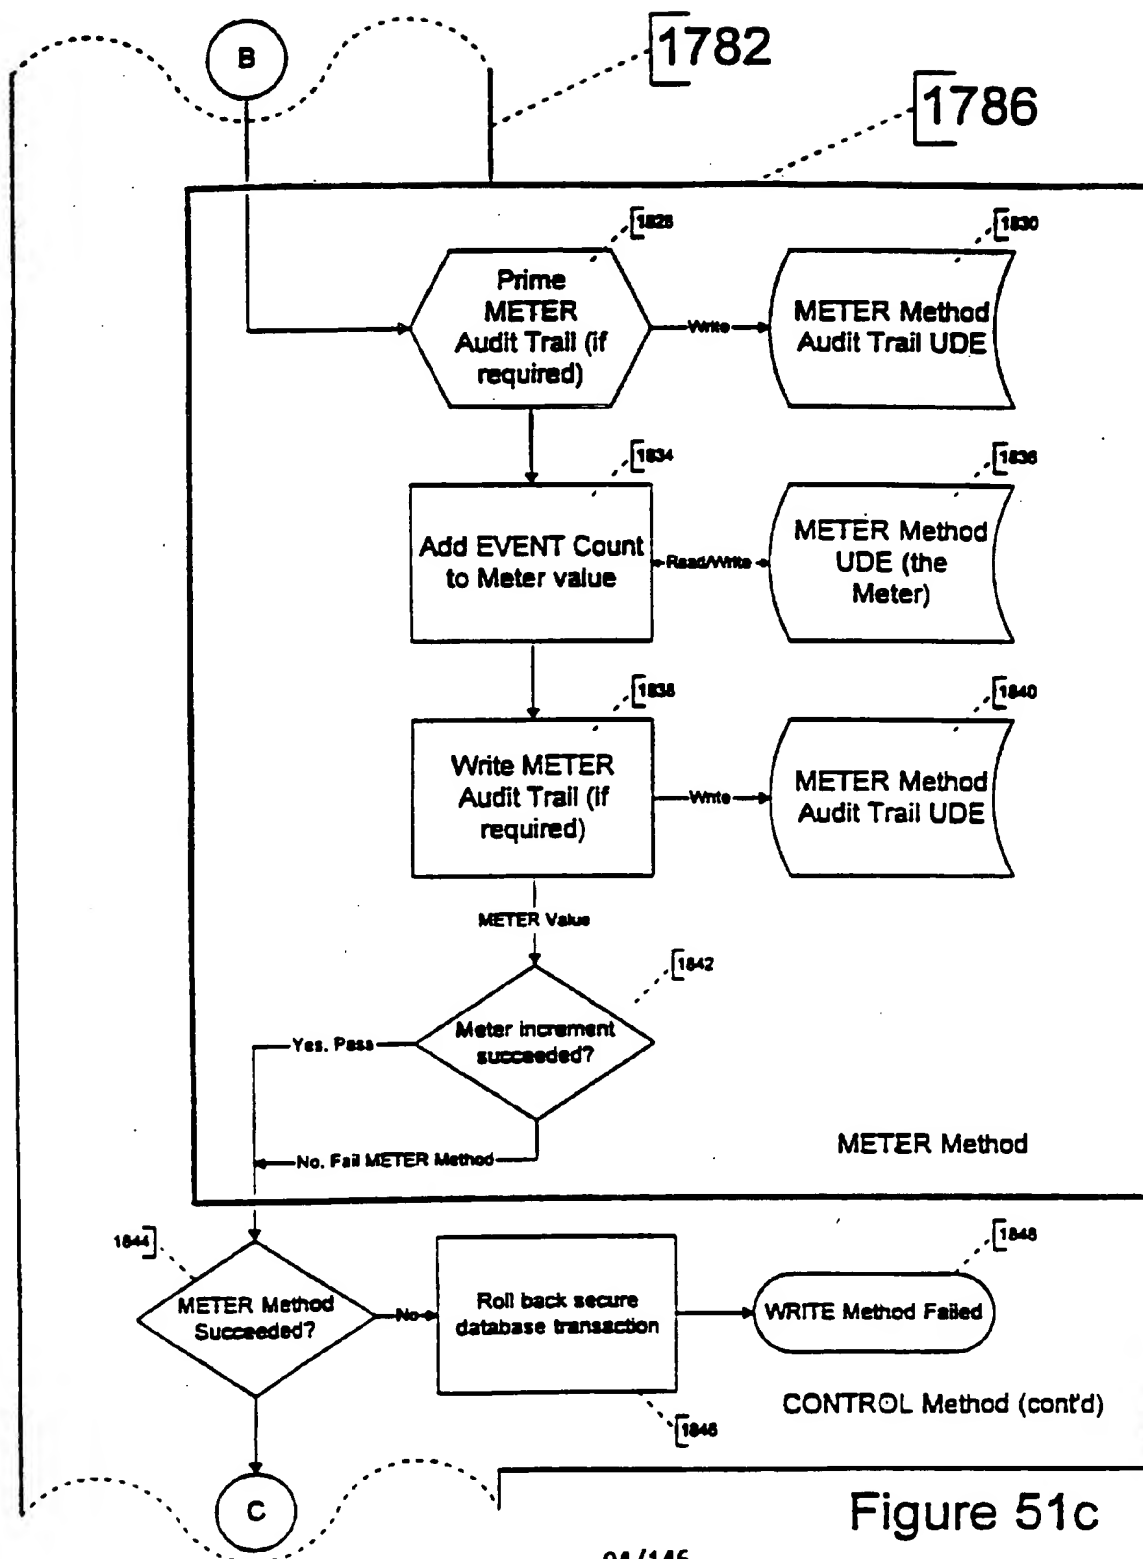 B
1782
1786
1828
Prime
METER
Audit Trail (if
required)
Write
1830
METER Method
Audit Trail UDE
1834
Add EVENT Count
to Meter value
Read/Write
1836
METER Method
UDE (the
Meter)
1838
Write METER
Audit Trail (if
required)
Write
1840
METER Method
Audit Trail UDE
METER Value
1842
Meter increment
succeeded?
Yes. Pass
No. Fail METER Method
METER Method
1844
METER Method
Succeeded?
No
Roll back secure
database transaction
1846
1848
WRITE Method Failed
CONTROL Method (cont'd)
C
Figure 51c